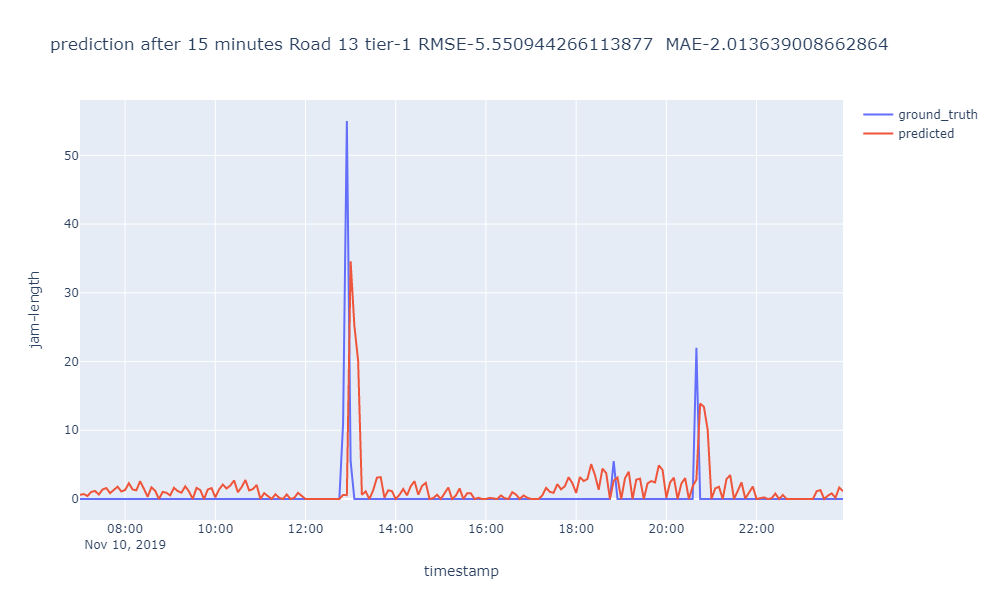 prediction after 15 minutes Road 13 tier-1 RMSE-5.550944266113877  MAE-2.013639008662864
ground_truth
predicted
50
40
30
20
10
0
jam-length
08:00 10:00 12:00 14:00 16:00 18:00 20:00 22:00
Nov 10, 2019
timestamp